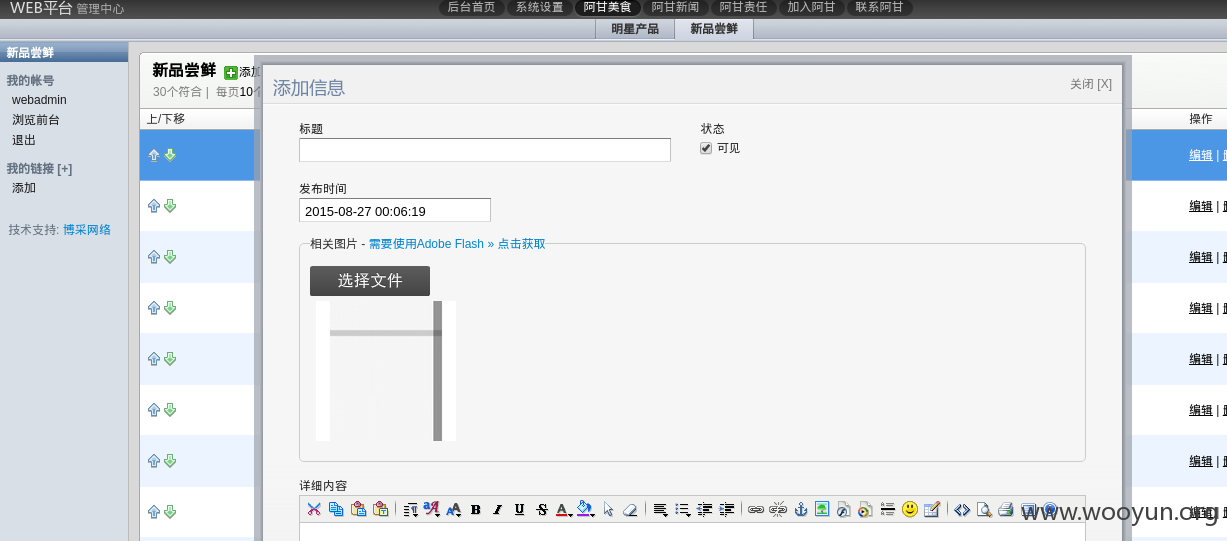 WEB平台 管理中心
后台首页 系统设置 阿甘美食 阿甘新闻 阿甘责任 加入阿甘 联系阿甘
明星产品 新品尝鲜
新品尝鲜
我的帐号
webadmin
浏览前台
退出
我的链接 [+]
添加
技术支持: 博采网络
新品尝鲜 添加
30个符合 | 每页10个
上/下移
操作
编辑 |
编辑 |
编辑 |
编辑 |
编辑 |
编辑 |
编辑 |
编辑
添加信息
关闭 [X]
标题
状态
可见
发布时间
2015-08-27 00:06:19
相关图片 - 需要使用Adobe Flash » 点击获取
选择文件
详细内容
www.wooyun.org